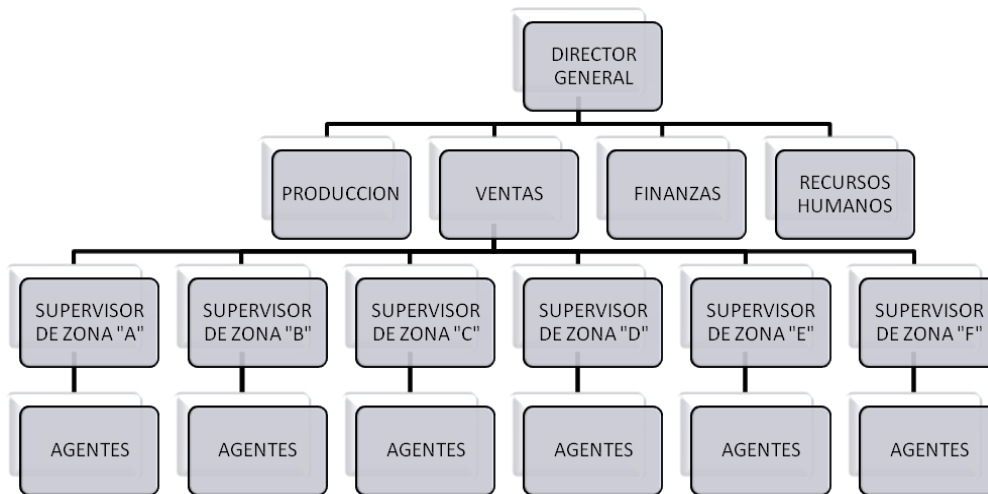 DIRECTOR
GENERAL
PRODUCCION
VENTAS
FINANZAS
RECURSOS
HUMANOS
SUPERVISOR
DE ZONA "A"
SUPERVISOR
DE ZONA "B"
SUPERVISOR
DE ZONA "C"
SUPERVISOR
DE ZONA "D"
SUPERVISOR
DE ZONA "E"
SUPERVISOR
DE ZONA "F"
AGENTES
AGENTES
AGENTES
AGENTES
AGENTES
AGENTES